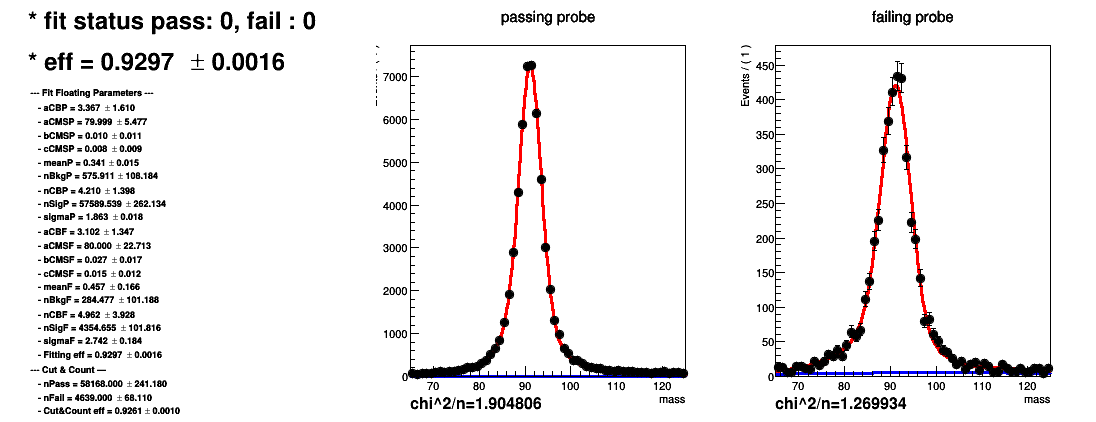 * fit status pass: 0, fail : 0
* eff = 0.9297 ± 0.0016
--- Fit Floating Parameters ---
- aCBP = 3.367 ± 1.610
- aCMSP = 79.999 ± 5.477
- bCMSP = 0.010 ± 0.011
- cCMSP = 0.008 ± 0.009
- meanP = 0.341 ± 0.015
- nBkgP = 575.911 ± 108.184
- nCBP = 4.210 ± 1.398
- nSigP = 57589.539 ± 262.134
- sigmaP = 1.863 ± 0.018
- aCBF = 3.102 ± 1.347
- aCMSF = 80.000 ± 22.713
- bCMSF = 0.027 ± 0.017
- cCMSF = 0.015 ± 0.012
- meanF = 0.457 ± 0.166
- nBkgF = 284.477 ± 101.188
- nCBF = 4.962 ± 3.928
- nSigF = 4354.655 ± 101.816
- sigmaF = 2.742 ± 0.184
- Fitting eff = 0.9297 ± 0.0016
--- Cut & Count ---
- nPass = 58168.000 ± 241.180
- nFail = 4639.000 ± 68.110
- Cut&Count eff = 0.9261 ± 0.0010
passing probe
7000
6000
5000
4000
3000
2000
1000
0
70 80 90 100 110 120
mass
chi^2/n=1.904806
failing probe
Events / ( 1 )
450
400
350
300
250
200
150
100
50
0
70 80 90 100 110 120
mass
chi^2/n=1.269934